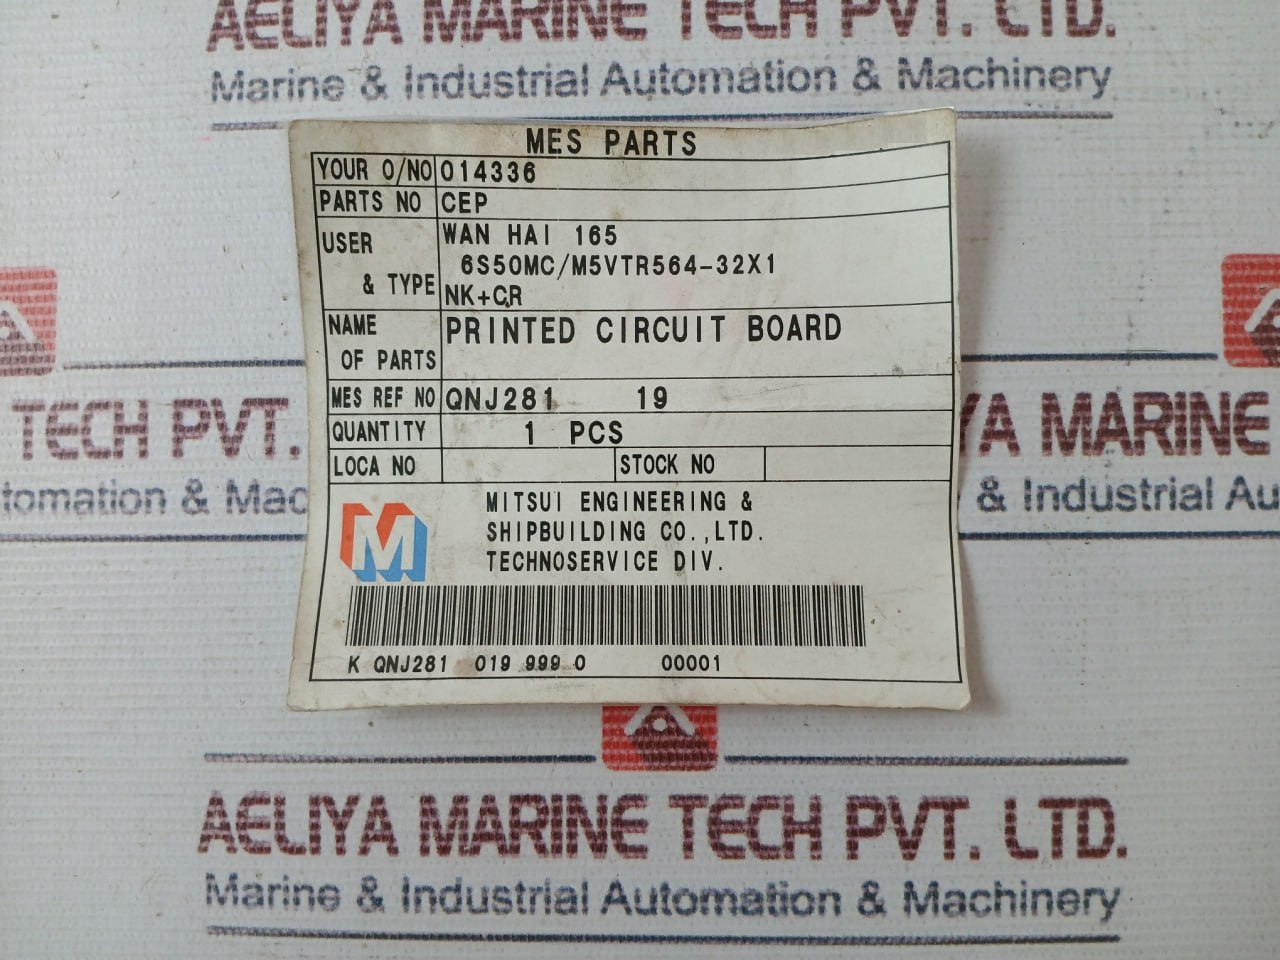 AELIYA MARINE TECH PVT. LTD.
Marine & Industrial Automation & Machinery
MES PARTS
YOUR O/NO 014336
PARTS NO CEP
USER & TYPE WAN HAI 165
6S50MC/M5VTR564-32X1
NK+CR
NAME OF PARTS PRINTED CIRCUIT BOARD
MES REF NO QNJ281 19
QUANTITY 1 PCS
LOCA NO STOCK NO
M
MITSUI ENGINEERING &
SHIPBUILDING CO.,LTD.
TECHNOSERVICE DIV.
K QNJ281 019 999 0 00001
TECH PVT.
tomation & Mac
YA MARINE
& Industrial Au
AELIYA MARINE TECH PVT. LTD.
Marine & Industrial Automation & Machinery